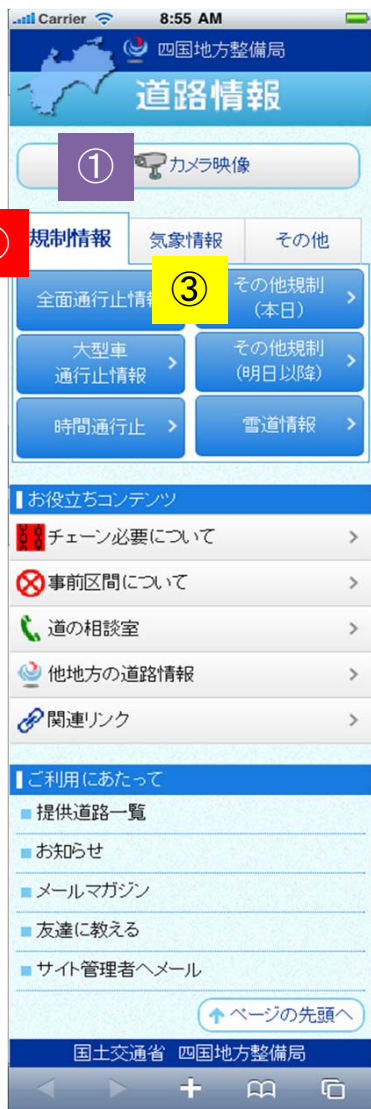 Carrier 8:55 AM
四国地方整備局
道路情報
① カメラ映像
規制情報 気象情報 その他
③
全面通行止情 その他規制
(本日)
大型車
通行止情報
その他規制
(明日以降)
時間通行止 雪道情報
お役立ちコンテンツ
チェーン必要について
事前区間について
道の相談室
他地方の道路情報
関連リンク
ご利用にあたって
提供道路一覧
お知らせ
メールマガジン
友達に教える
サイト管理者へメール
ページの先頭へ
国土交通省 四国地方整備局